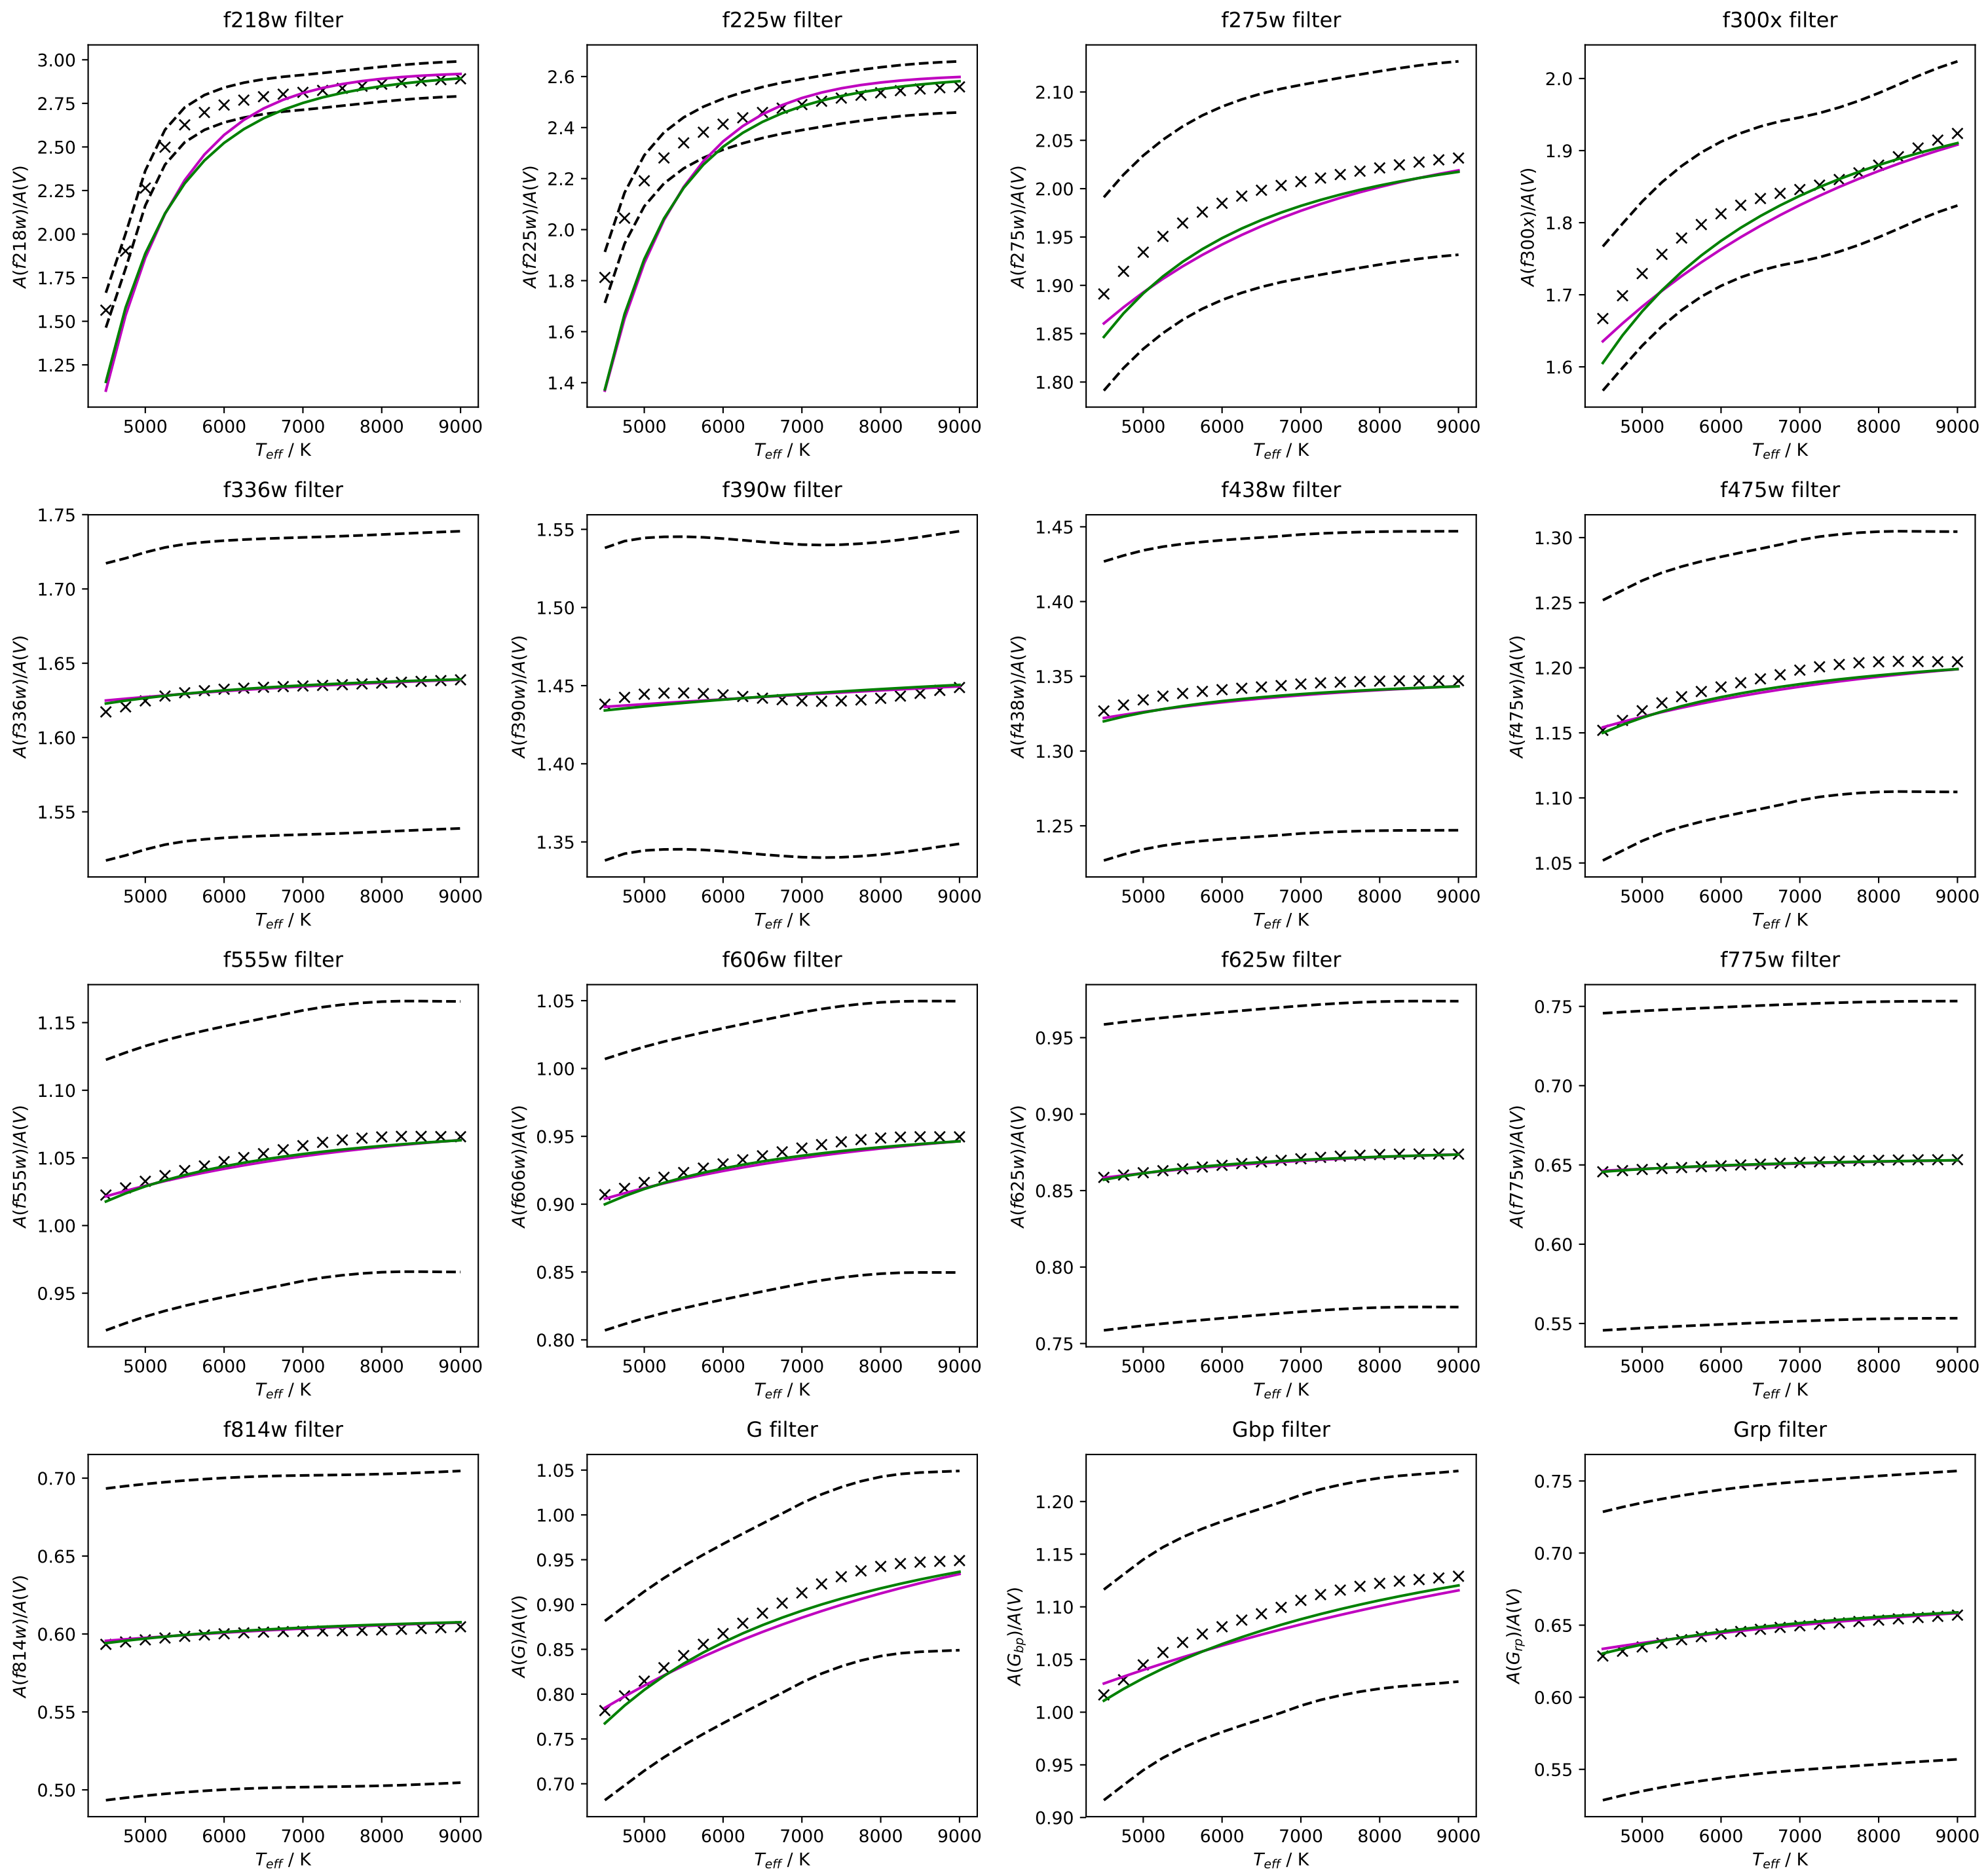 f218w filter
f225w filter
f275w filter
f300x filter
A(f218w)/A(V)
3.00
2.75
2.50
2.25
2.00
1.75
1.50
1.25
5000 6000 7000 8000 9000
T_eff / K
A(f225w)/A(V)
2.6
2.4
2.2
2.0
1.8
1.6
1.4
5000 6000 7000 8000 9000
T_eff / K
A(f275w)/A(V)
2.10
2.05
2.00
1.95
1.90
1.85
1.80
5000 6000 7000 8000 9000
T_eff / K
A(f300x)/A(V)
2.0
1.9
1.8
1.7
1.6
5000 6000 7000 8000 9000
T_eff / K
f336w filter
f390w filter
f438w filter
f475w filter
A(f336w)/A(V)
1.75
1.70
1.65
1.60
1.55
5000 6000 7000 8000 9000
T_eff / K
A(f390w)/A(V)
1.55
1.50
1.45
1.40
1.35
5000 6000 7000 8000 9000
T_eff / K
A(f438w)/A(V)
1.45
1.40
1.35
1.30
1.25
5000 6000 7000 8000 9000
T_eff / K
A(f475w)/A(V)
1.30
1.25
1.20
1.15
1.10
1.05
5000 6000 7000 8000 9000
T_eff / K
f555w filter
f606w filter
f625w filter
f775w filter
A(f555w)/A(V)
1.15
1.10
1.05
1.00
0.95
5000 6000 7000 8000 9000
T_eff / K
A(f606w)/A(V)
1.05
1.00
0.95
0.90
0.85
0.80
5000 6000 7000 8000 9000
T_eff / K
A(f625w)/A(V)
0.95
0.90
0.85
0.80
0.75
5000 6000 7000 8000 9000
T_eff / K
A(f775w)/A(V)
0.75
0.70
0.65
0.60
0.55
5000 6000 7000 8000 9000
T_eff / K
f814w filter
G filter
Gbp filter
Grp filter
A(f814w)/A(V)
0.70
0.65
0.60
0.55
0.50
5000 6000 7000 8000 9000
T_eff / K
A(G)/A(V)
1.05
1.00
0.95
0.90
0.85
0.80
0.75
0.70
5000 6000 7000 8000 9000
T_eff / K
A(G_bp)/A(V)
1.20
1.15
1.10
1.05
1.00
0.95
0.90
5000 6000 7000 8000 9000
T_eff / K
A(G_rp)/A(V)
0.75
0.70
0.65
0.60
0.55
5000 6000 7000 8000 9000
T_eff / K